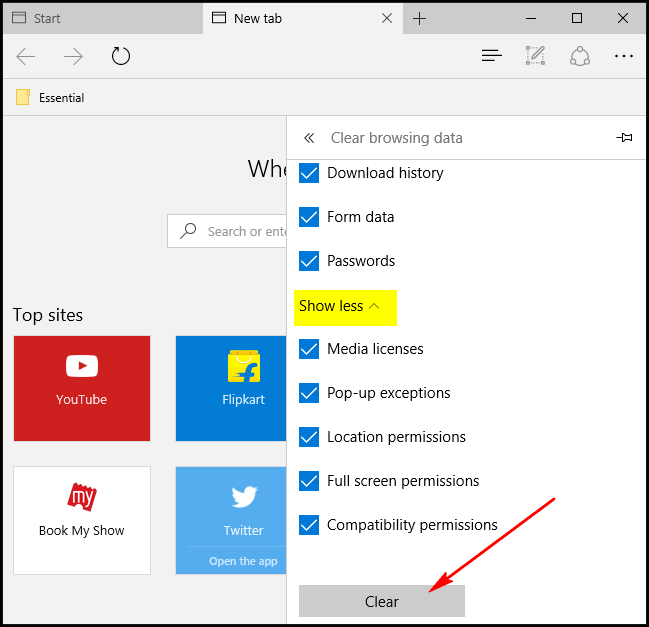 Start
New tab
Essential
Clear browsing data
Whe
Download history
Search or ente
Form data
Passwords
Show less
Top sites
Media licenses
YouTube
Flipkart
Pop-up exceptions
Location permissions
my
Full screen permissions
Book My Show
Twitter
Compatibility permissions
Open the app
Clear